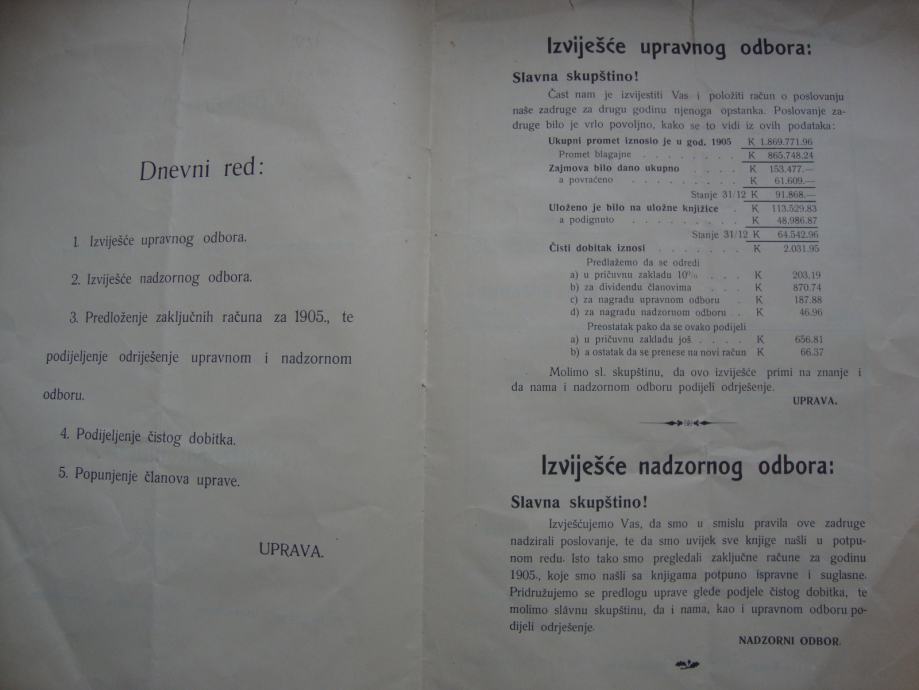 Dnevni red:
1. Izviješće upravnog odbora.
2. Izviješće nadzornog odbora.
3. Predloženje zaključnih računa za 1905., te
podijeljenje odriješenje upravnom i nadzornom
odboru.
4. Podijeljenje čistog dobitka.
5. Popunjenje članova uprave.
UPRAVA.
Izviješće upravnog odbora:
Slavna skupštino!
Čast nam je izvijestiti Vas i položiti račun o poslovanju
naše zadruge za drugu godinu njenoga opstanka. Poslovanje za-
druge bilo je vrlo povoljno, kako se to vidi iz ovih podataka:
Ukupni promet iznosio je u god. 1905 K 1.869.771.96
Promet blagajne . . . . . . . . K 865.748.24
Zajmova bilo dano ukupno . . . . K 153.477.—
a povraćeno . . . . . . . . . K 61.609.—
Stanje 31/12 K 91.868.—
Uloženo je bilo na uložne knjižice . K 113.529.83
a podignuto . . . . . . . . K 48.986.87
Stanje 31/12 K 64.542.96
Čisti dobitak iznosi . . . . . . . K 2.031.95
Predlažemo da se odredi
a) u pričuvnu zakladu 10% . . . K 203.19
b) za dividendu članovima . . . K 870.74
c) za nagradu upravnom odboru . K 187.88
d) za nagradu nadzornom odboru . . K 46.96
Preostatak pako da se ovako podijeli
a) u pričuvnu zakladu još . . . . K 656.81
b) a ostatak da se prenese na novi račun K 66.37
Molimo sl. skupštinu, da ovo izviješće primi na znanje i
da nama i nadzornom odboru podijeli odrješenje.
UPRAVA.
Izviješće nadzornog odbora:
Slavna skupštino!
Izvješćujemo Vas, da smo u smislu pravila ove zadruge
nadzirali poslovanje, te da smo uvijek sve knjige našli u potpu-
nom redu. Isto tako smo pregledali zaključne račune za godinu
1905., koje smo našli sa knjigama potpuno ispravne i suglasne.
Pridružujemo se predlogu uprave glede podjele čistog dobitka, te
molimo slávnu skupštinu, da i nama, kao i upravnom odboru po-
dijeli odrješenje.
NADZORNI ODBOR.